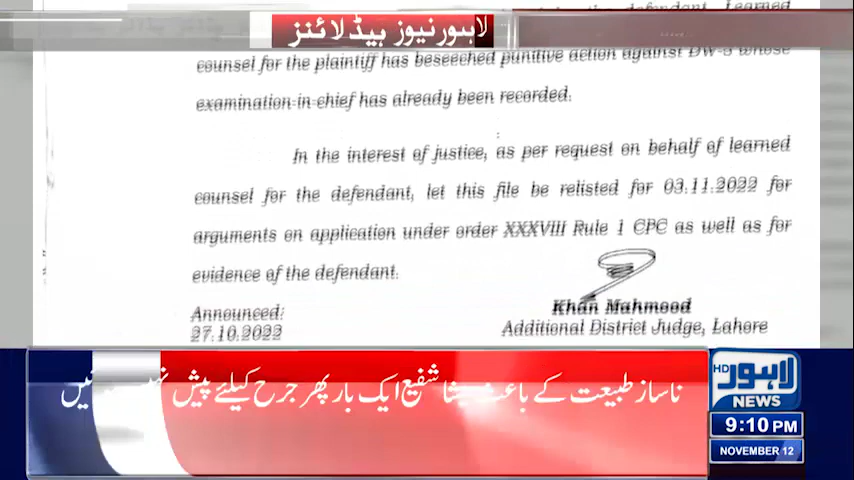 the defendant. Learned
لاہور نیوز ہیڈ لائنز
counsel for the plaintiff has beseeched punitive action against DW-3 whose
examination-in-chief has already been recorded.
In the interest of justice, as per request on behalf of learned
counsel for the defendant, let this file be relisted for 03.11.2022 for
arguments on application under order XXXVIII Rule 1 CPC as well as for
evidence of the defendant.
Announced:
27.10.2022
Khan Mahmood
Additional District Judge, Lahore
ناساز طبیعت کے باعث شفیع ایک بار پھر جرح کیلئے پیش
HD لاہور
NEWS
9:10 PM
NOVEMBER 12